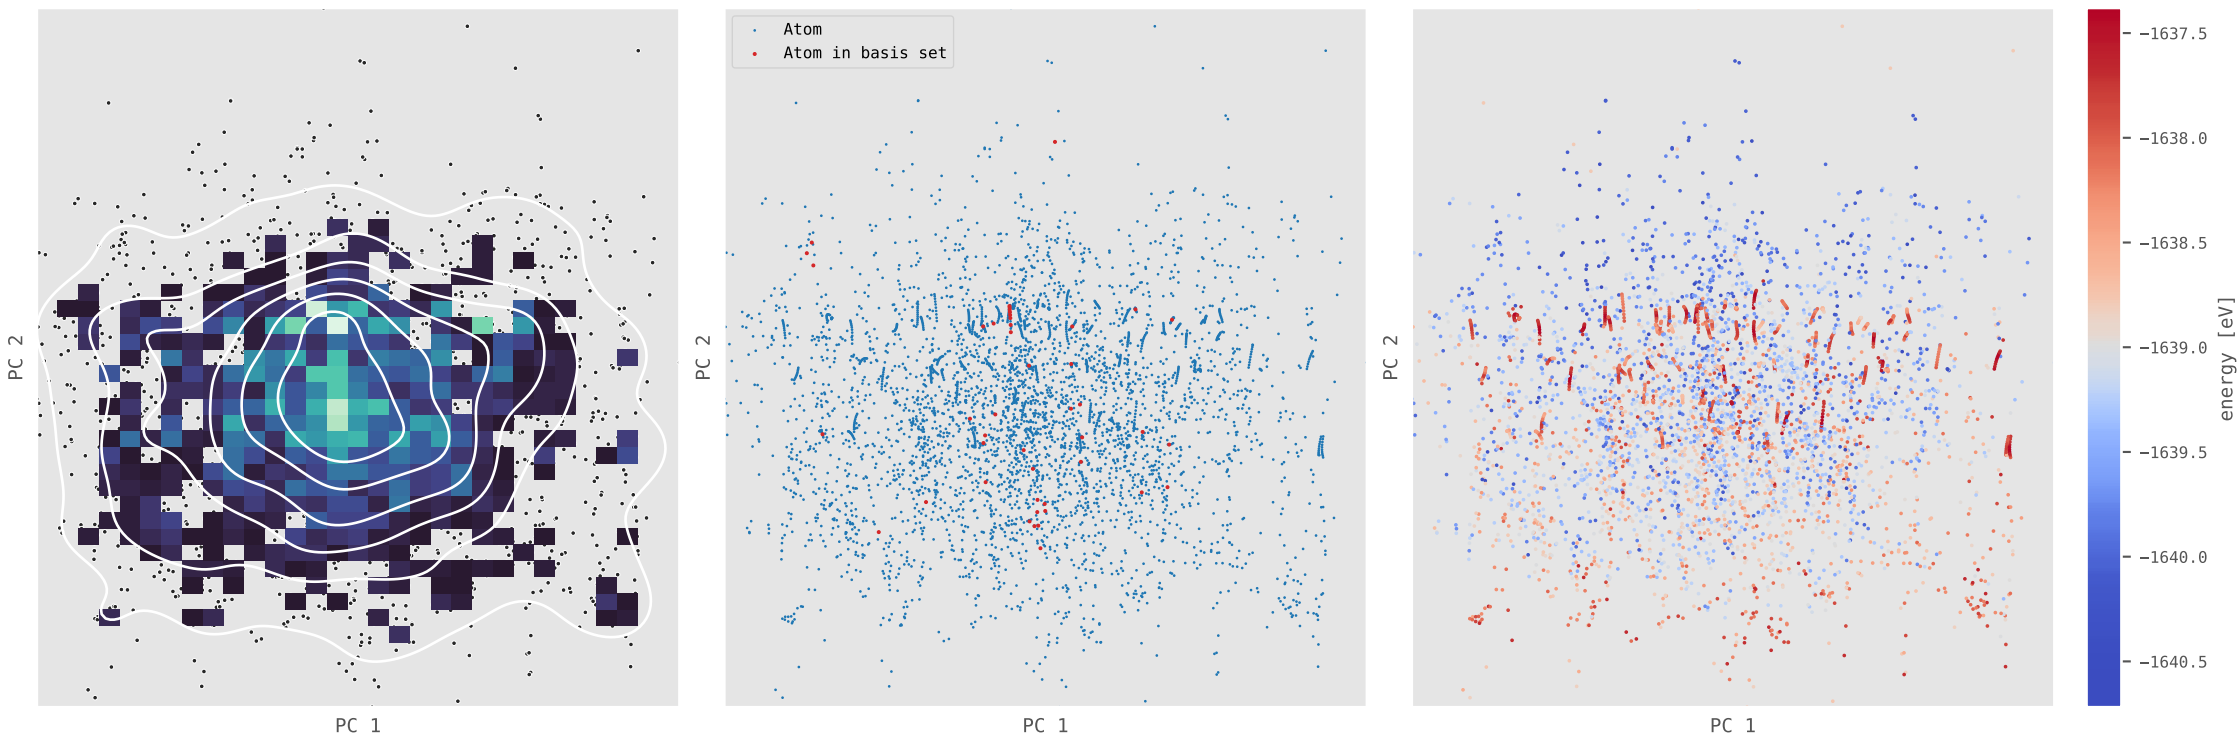 PC 2
PC 1
Atom
Atom in basis set
PC 2
PC 1
PC 2
PC 1
−1637.5
−1638.0
−1638.5
−1639.0
−1639.5
−1640.0
−1640.5
energy [eV]